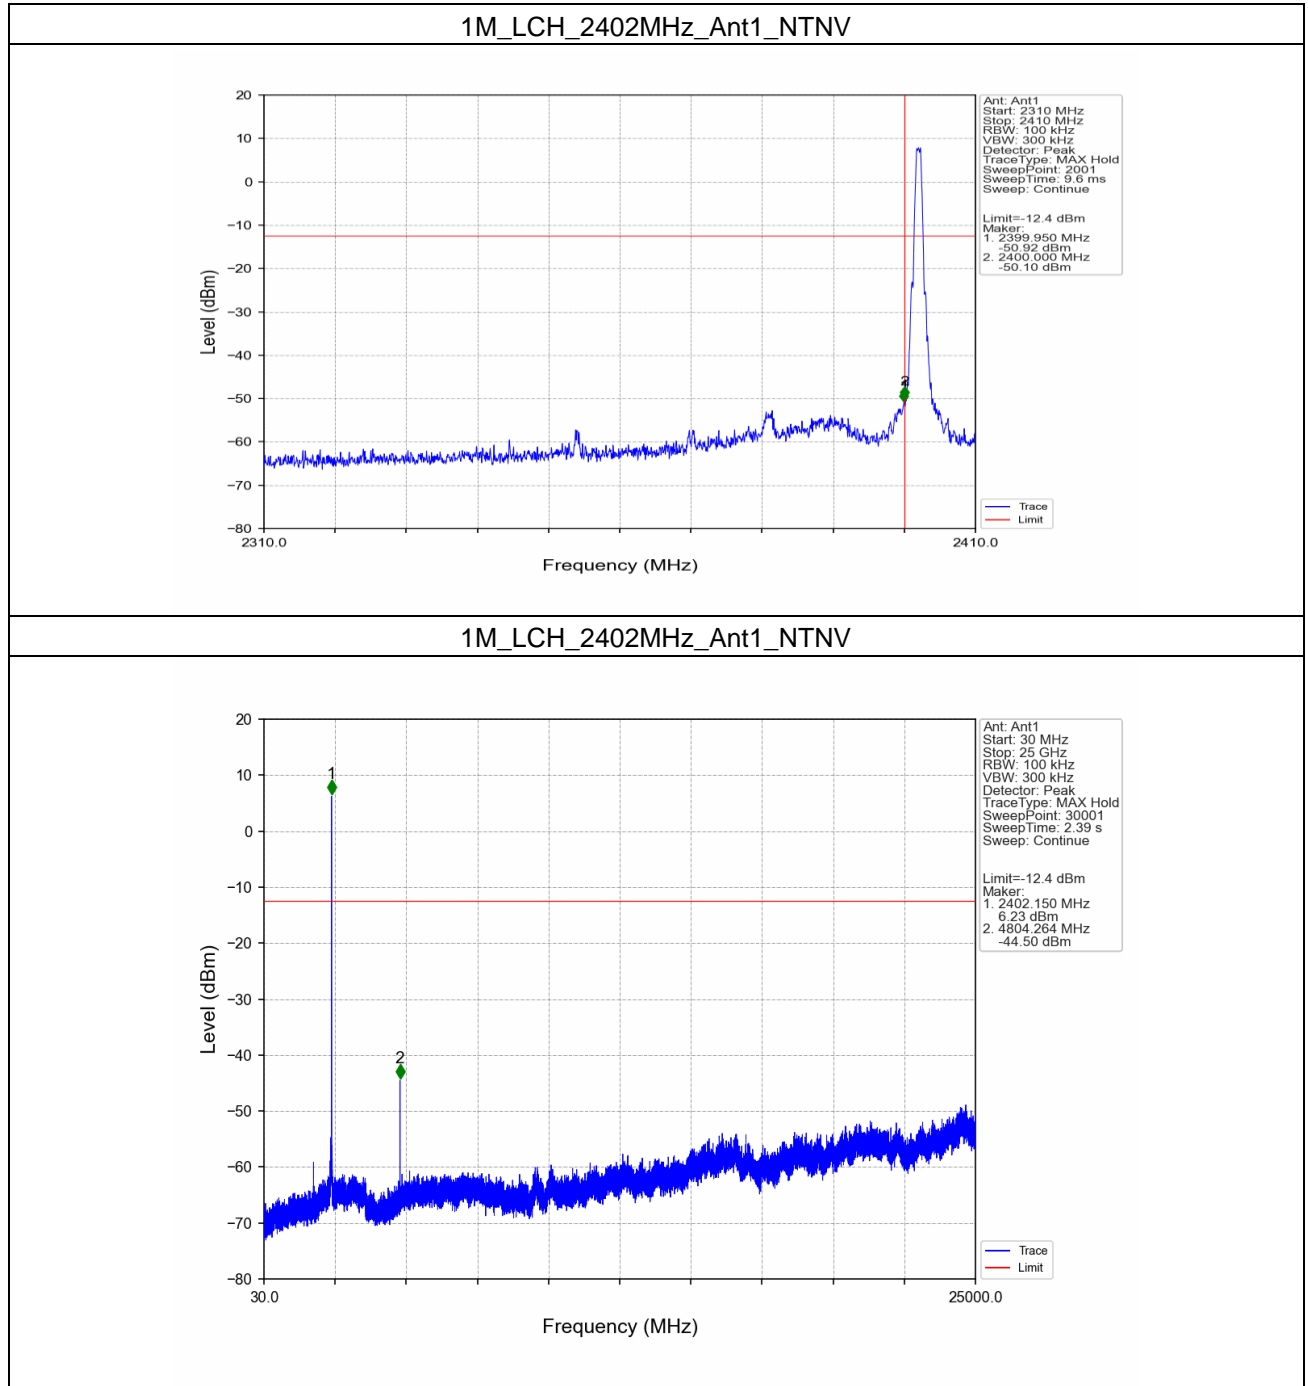 1M_LCH_2402MHz_Ant1_NTNV
20
10
0
−10
−20
−30
−40
−50
−60
−70
−80
Level (dBm)
2
2310.0
2410.0
Frequency (MHz)
Ant: Ant1
Start: 2310 MHz
Stop: 2410 MHz
RBW: 100 kHz
VBW: 300 kHz
Detector: Peak
TraceType: MAX Hold
SweepPoint: 2001
SweepTime: 9.6 ms
Sweep: Continue
Limit=-12.4 dBm
Maker:
1. 2399.950 MHz
-50.92 dBm
2. 2400.000 MHz
-50.10 dBm
Trace
Limit
1M_LCH_2402MHz_Ant1_NTNV
20
10
0
−10
−20
−30
−40
−50
−60
−70
−80
Level (dBm)
1
2
30.0
25000.0
Frequency (MHz)
Ant: Ant1
Start: 30 MHz
Stop: 25 GHz
RBW: 100 kHz
VBW: 300 kHz
Detector: Peak
TraceType: MAX Hold
SweepPoint: 30001
SweepTime: 2.39 s
Sweep: Continue
Limit=-12.4 dBm
Maker:
1. 2402.150 MHz
6.23 dBm
2. 4804.264 MHz
-44.50 dBm
Trace
Limit